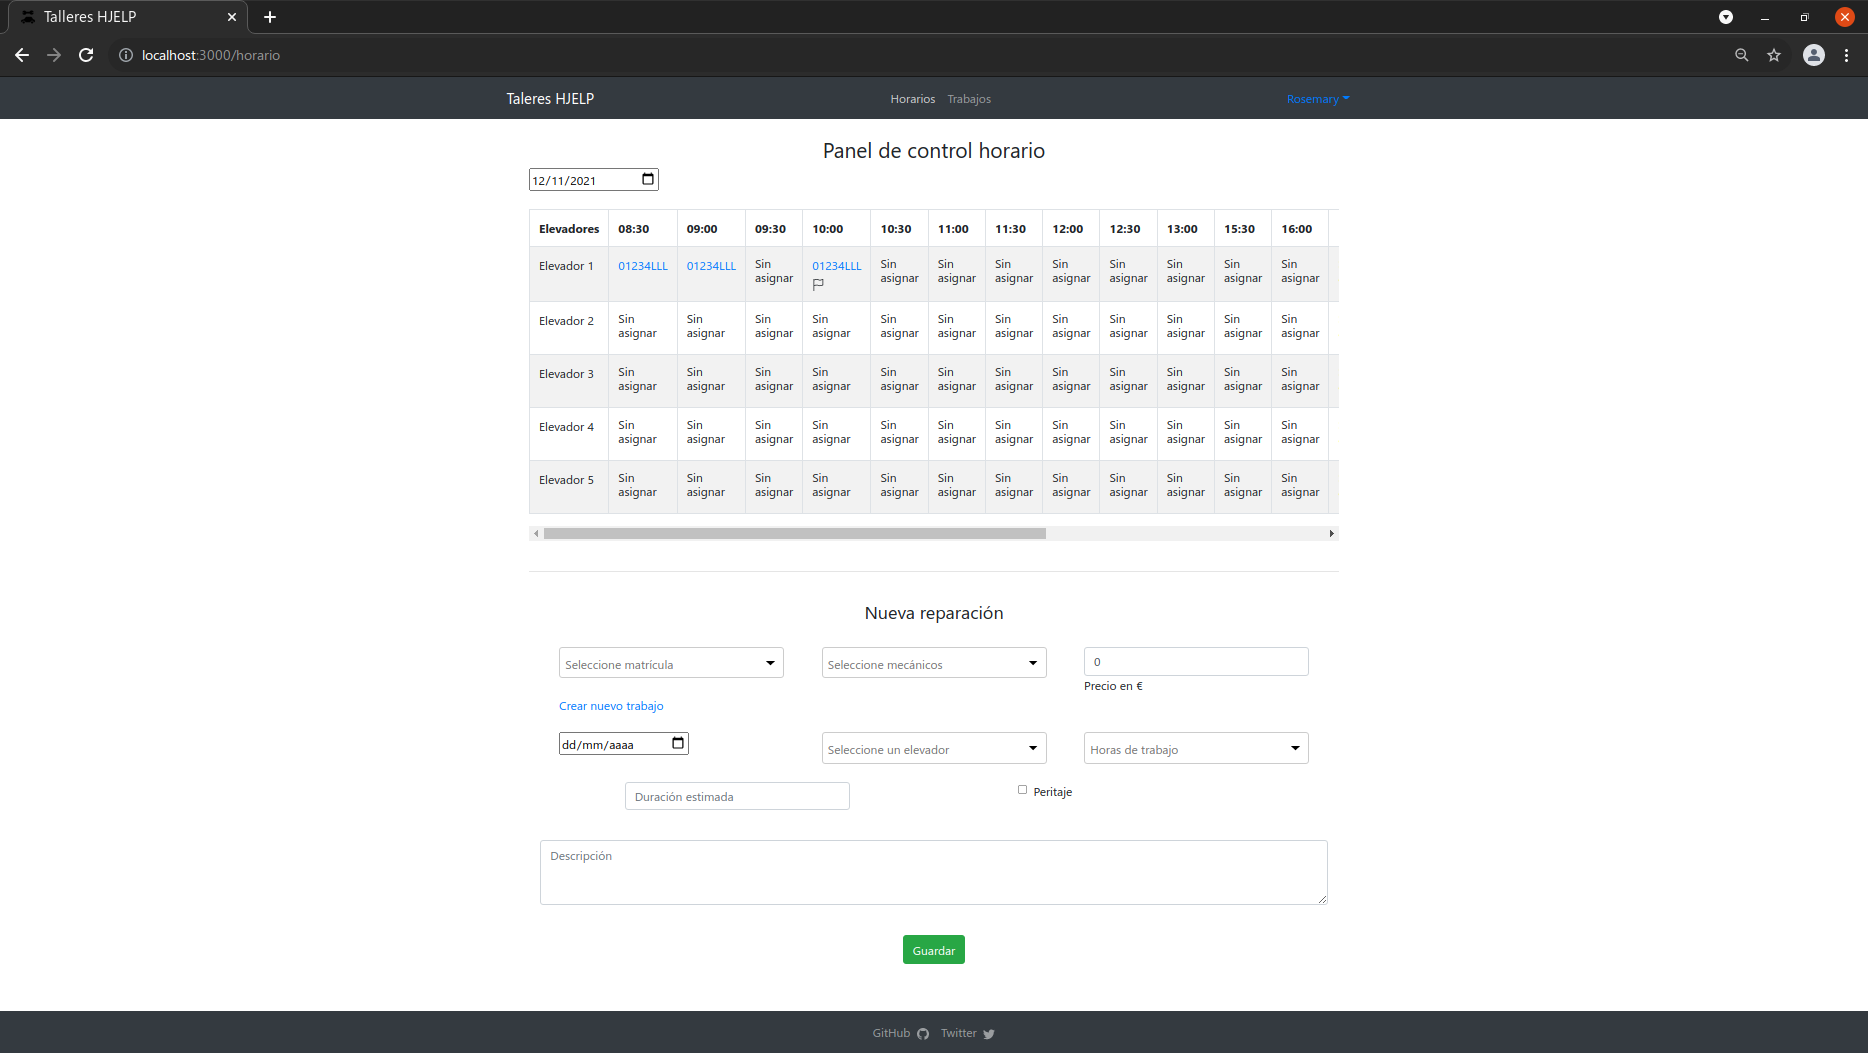 Talleres HJELP
localhost:3000/horario
Taleres HJELP Horarios Trabajos Rosemary
Panel de control horario
12/11/2021
Elevadores 08:30 09:00 09:30 10:00 10:30 11:00 11:30 12:00 12:30 13:00 15:30 16:00
Elevador 1 01234LLL 01234LLL Sin asignar 01234LLL Sin asignar Sin asignar Sin asignar Sin asignar Sin asignar Sin asignar Sin asignar Sin asignar
Elevador 2 Sin asignar Sin asignar Sin asignar Sin asignar Sin asignar Sin asignar Sin asignar Sin asignar Sin asignar Sin asignar Sin asignar Sin asignar
Elevador 3 Sin asignar Sin asignar Sin asignar Sin asignar Sin asignar Sin asignar Sin asignar Sin asignar Sin asignar Sin asignar Sin asignar Sin asignar
Elevador 4 Sin asignar Sin asignar Sin asignar Sin asignar Sin asignar Sin asignar Sin asignar Sin asignar Sin asignar Sin asignar Sin asignar Sin asignar
Elevador 5 Sin asignar Sin asignar Sin asignar Sin asignar Sin asignar Sin asignar Sin asignar Sin asignar Sin asignar Sin asignar Sin asignar Sin asignar
Nueva reparación
Seleccione matrícula Seleccione mecánicos 0
Precio en €
Crear nuevo trabajo
dd/mm/aaaa Seleccione un elevador Horas de trabajo
Duración estimada Peritaje
Descripción
Guardar
GitHub Twitter